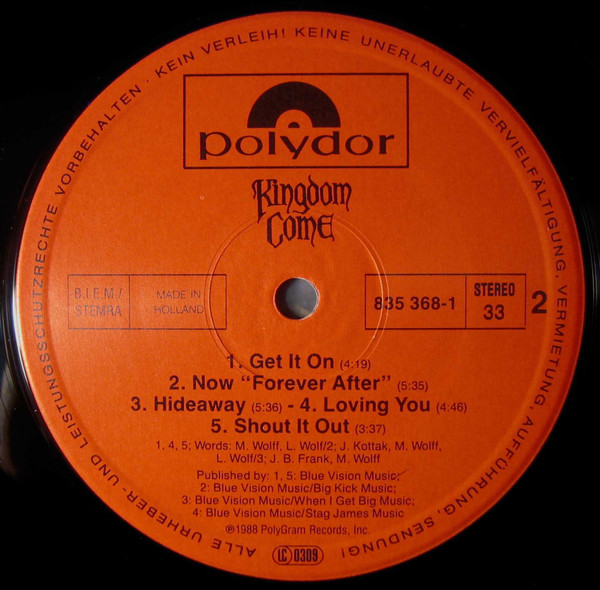 ALLE URHEBER- UND LEISTUNGSSCHUTZRECHTE VORBEHALTEN · KEIN VERLEIH! KEINE UNERLAUBTE VERVIELFÄLTIGUNG, VERMIETUNG, AUFFÜHRUNG, SENDUNG!
polydor
Kingdom
Come
B.I.E.M./
STEMRA
MADE IN
HOLLAND
835 368-1
STEREO
33
2
1. Get It On (4:19)
2. Now "Forever After" (5:35)
3. Hideaway (5:36) - 4. Loving You (4:46)
5. Shout It Out (3:37)
1, 4, 5; Words: M. Wolff, L. Wolf/2; J. Kottak, M. Wolff,
L. Wolf/3; J. B. Frank, M. Wolff
Published by: 1, 5: Blue Vision Music;
2: Blue Vision Music/Big Kick Music;
3: Blue Vision Music/When I Get Big Music;
4: Blue Vision Music/Stag James Music
℗1988 PolyGram Records, Inc.
LC 0309